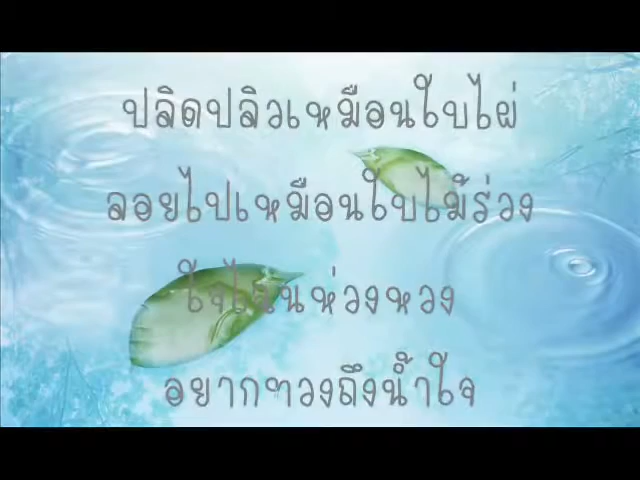 ปลิดปลิวเหมือนใบไผ่
ลอยไปเหมือนใบไม้ร่วง
ห่วงหวง
อยากทวงถึงน้ำใจ